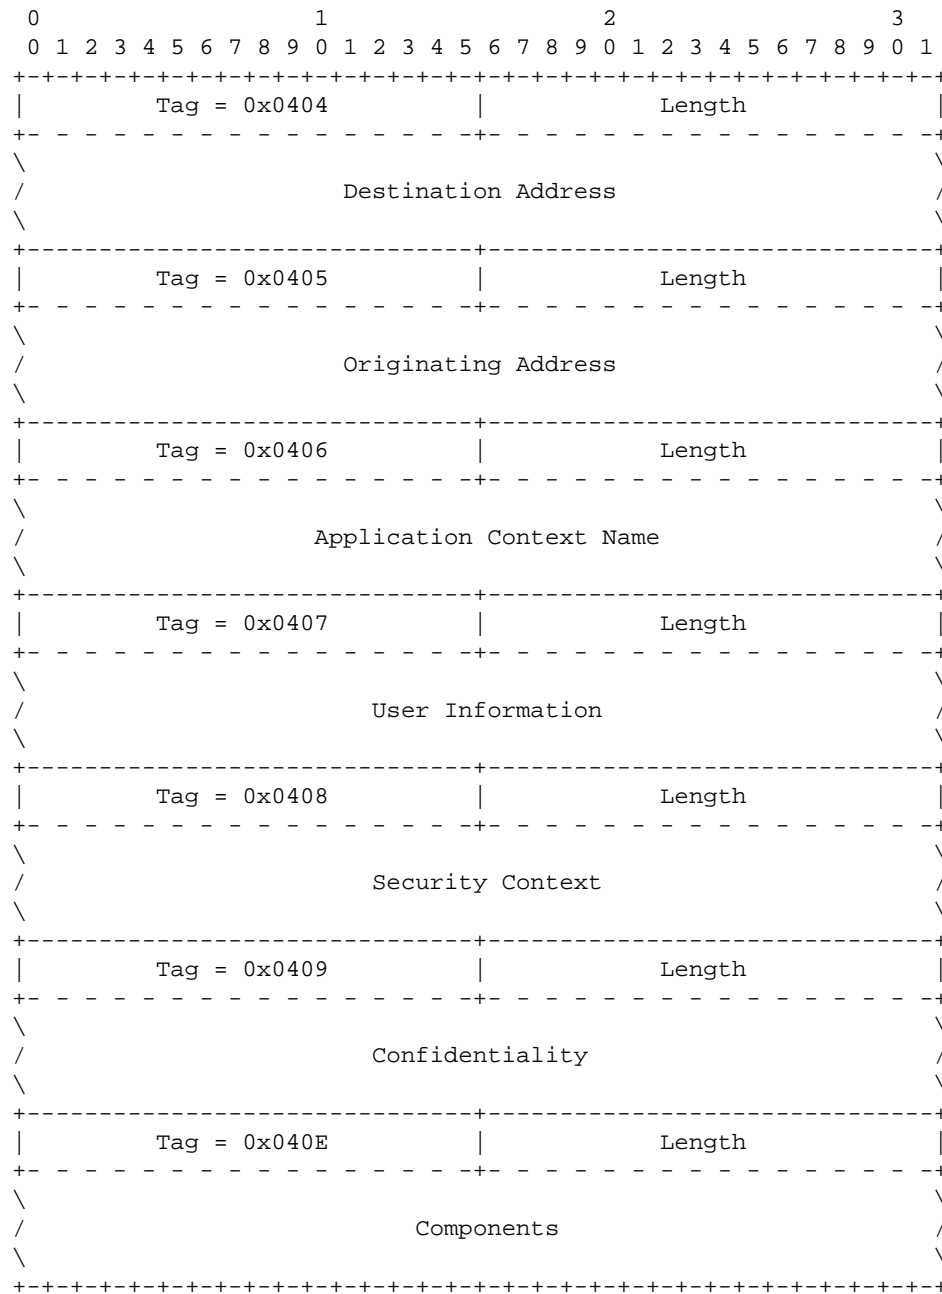 0                   1                   2                   3
 0 1 2 3 4 5 6 7 8 9 0 1 2 3 4 5 6 7 8 9 0 1 2 3 4 5 6 7 8 9 0 1
+-+-+-+-+-+-+-+-+-+-+-+-+-+-+-+-+-+-+-+-+-+-+-+-+-+-+-+-+-+-+-+-+
|         Tag = 0x0404          |            Length             |
+- - - - - - - - - - - - - - - -+- - - - - - - - - - - - - - - -+
\                                                               \
/                      Destination Address                      /
\                                                               \
+-------------------------------+-------------------------------+
|         Tag = 0x0405          |            Length             |
+- - - - - - - - - - - - - - - -+- - - - - - - - - - - - - - - -+
\                                                               \
/                      Originating Address                      /
\                                                               \
+-------------------------------+-------------------------------+
|         Tag = 0x0406          |            Length             |
+- - - - - - - - - - - - - - - -+- - - - - - - - - - - - - - - -+
\                                                               \
/                    Application Context Name                   /
\                                                               \
+-------------------------------+-------------------------------+
|         Tag = 0x0407          |            Length             |
+- - - - - - - - - - - - - - - -+- - - - - - - - - - - - - - - -+
\                                                               \
/                        User Information                       /
\                                                               \
+-------------------------------+-------------------------------+
|         Tag = 0x0408          |            Length             |
+- - - - - - - - - - - - - - - -+- - - - - - - - - - - - - - - -+
\                                                               \
/                        Security Context                       /
\                                                               \
+-------------------------------+-------------------------------+
|         Tag = 0x0409          |            Length             |
+- - - - - - - - - - - - - - - -+- - - - - - - - - - - - - - - -+
\                                                               \
/                        Confidentiality                        /
\                                                               \
+-------------------------------+-------------------------------+
|         Tag = 0x040E          |            Length             |
+- - - - - - - - - - - - - - - -+- - - - - - - - - - - - - - - -+
\                                                               \
/                           Components                          /
\                                                               \
+-+-+-+-+-+-+-+-+-+-+-+-+-+-+-+-+-+-+-+-+-+-+-+-+-+-+-+-+-+-+-+-+